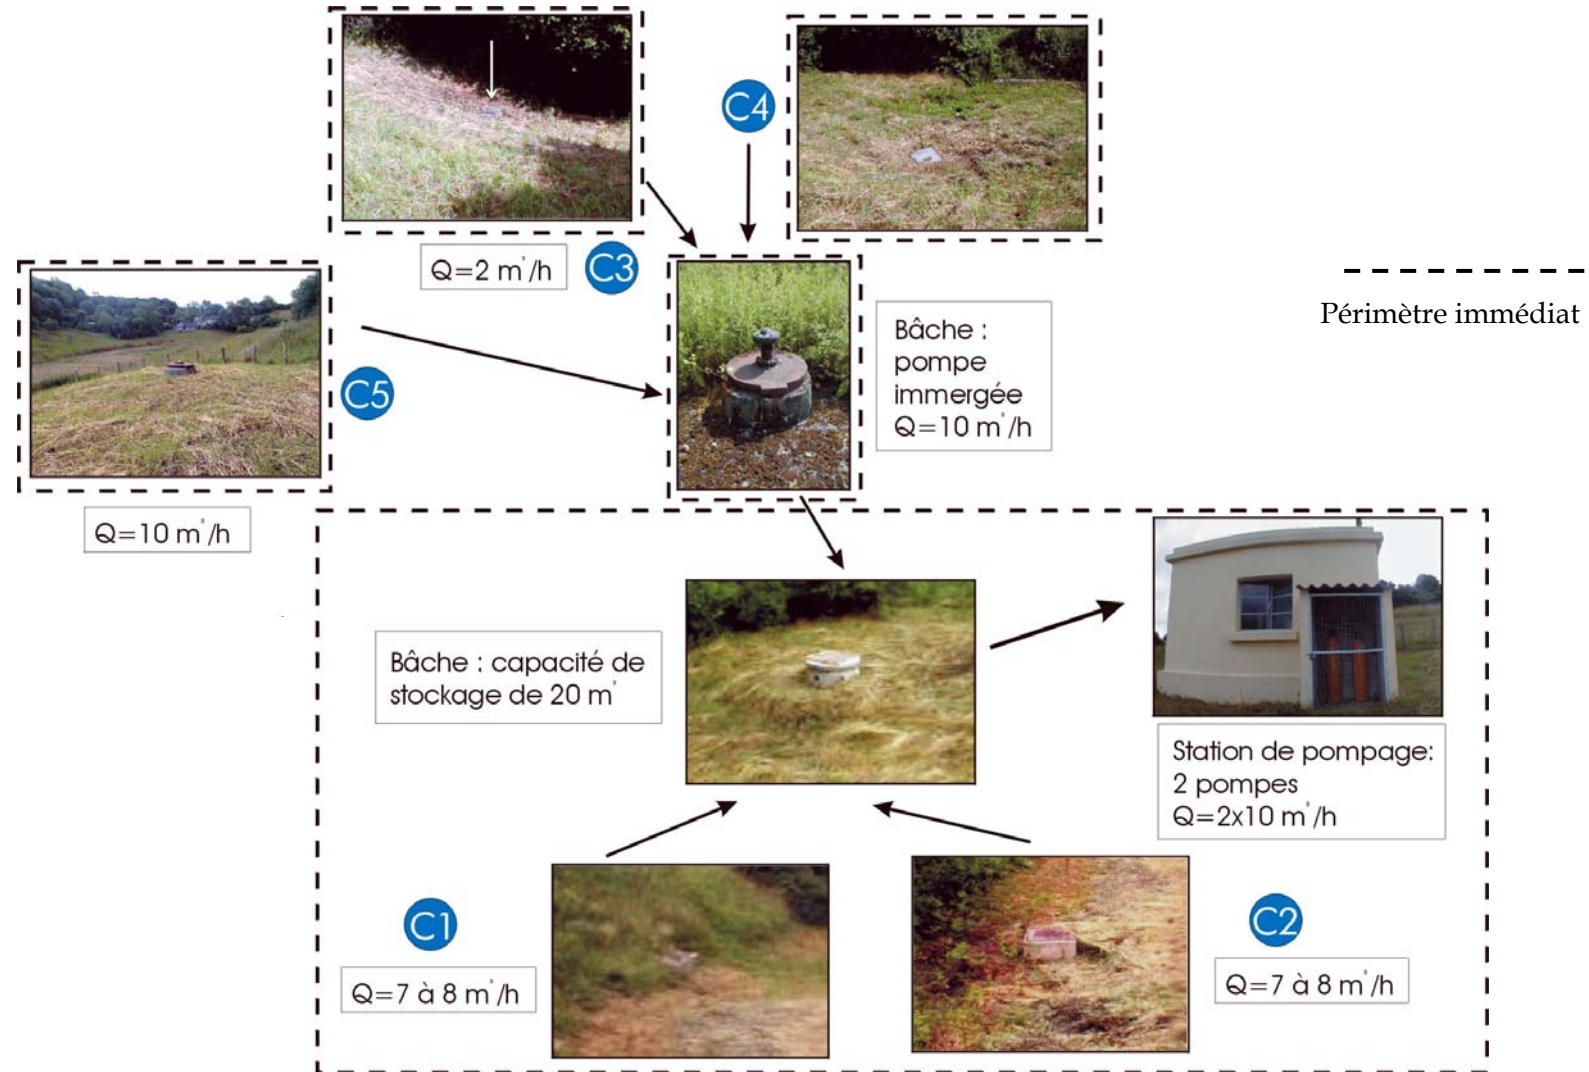 C4
Q=2 m³/h
C3
Périmètre immédiat
Bâche :
pompe
immergée
Q=10 m³/h
C5
Q=10 m³/h
Bâche : capacité de
stockage de 20 m³
Station de pompage:
2 pompes
Q=2x10 m³/h
C1
C2
Q=7 à 8 m³/h
Q=7 à 8 m³/h